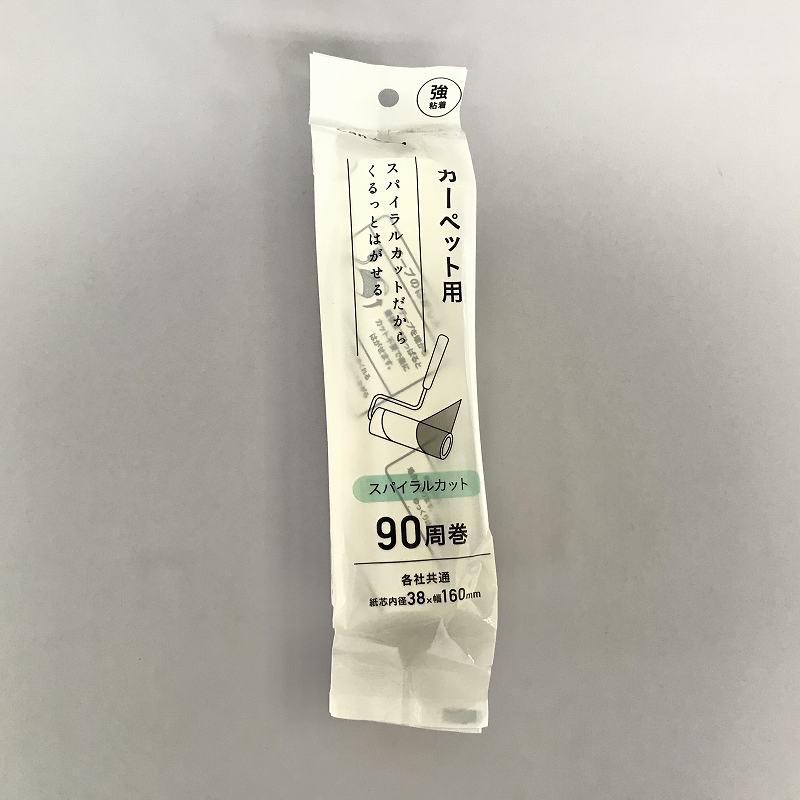 強
粘着
カーペット用
スパイラルカットだから
くるっとはがせる
スパイラルカット
90周巻
各社共通
紙芯内径38×幅160mm